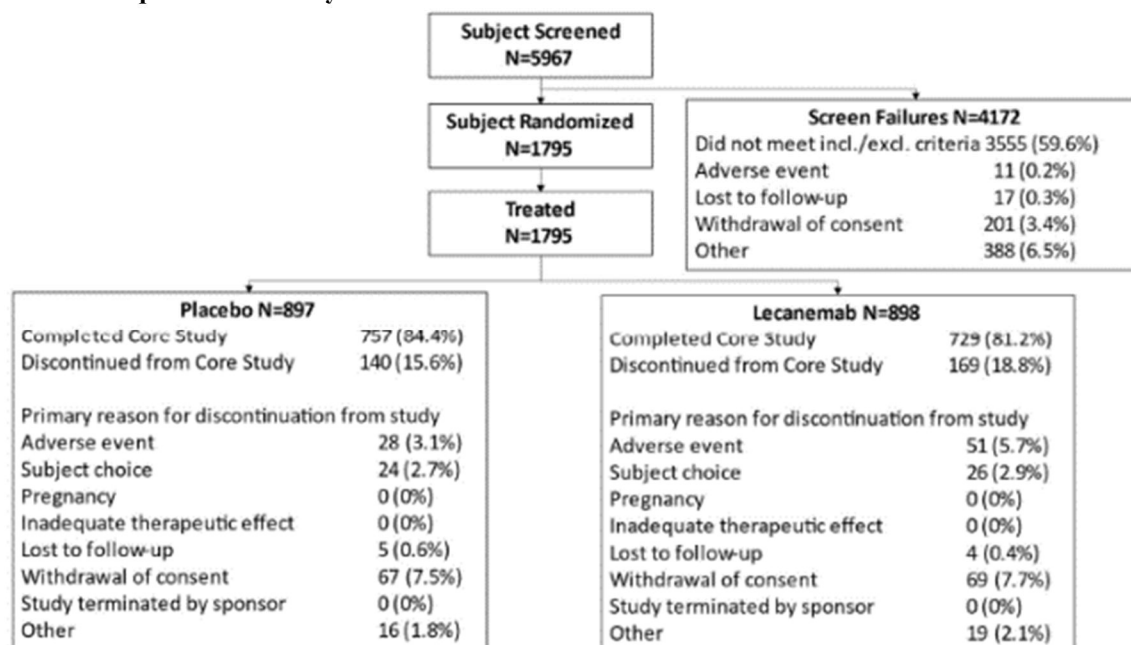 Subject Screened
N=5967
Subject Randomized
N=1795
Treated
N=1795
Screen Failures N=4172
Did not meet incl./excl. criteria 3555 (59.6%)
Adverse event 11 (0.2%)
Lost to follow-up 17 (0.3%)
Withdrawal of consent 201 (3.4%)
Other 388 (6.5%)
Placebo N=897
Completed Core Study 757 (84.4%)
Discontinued from Core Study 140 (15.6%)
Primary reason for discontinuation from study
Adverse event 28 (3.1%)
Subject choice 24 (2.7%)
Pregnancy 0 (0%)
Inadequate therapeutic effect 0 (0%)
Lost to follow-up 5 (0.6%)
Withdrawal of consent 67 (7.5%)
Study terminated by sponsor 0 (0%)
Other 16 (1.8%)
Lecanemab N=898
Completed Core Study 729 (81.2%)
Discontinued from Core Study 169 (18.8%)
Primary reason for discontinuation from study
Adverse event 51 (5.7%)
Subject choice 26 (2.9%)
Pregnancy 0 (0%)
Inadequate therapeutic effect 0 (0%)
Lost to follow-up 4 (0.4%)
Withdrawal of consent 69 (7.7%)
Study terminated by sponsor 0 (0%)
Other 19 (2.1%)